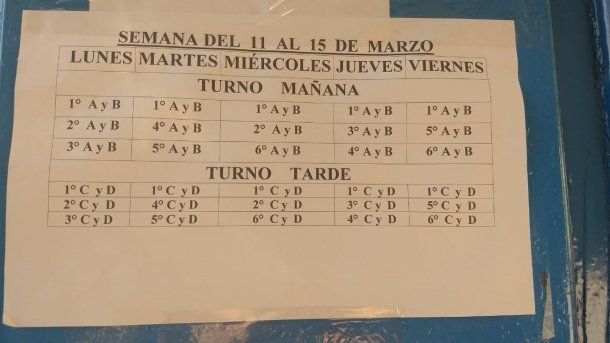 SEMANA DEL 11 AL 15 DE MARZO
LUNES MARTES MIÉRCOLES JUEVES VIERNES
TURNO MAÑANA
1° A y B 1° A y B 1° A y B 1° A y B 1° A y B
2° A y B 4° A y B 2° A y B 3° A y B 5° A y B
3° A y B 5° A y B 6° A y B 4° A y B 6° A y B
TURNO TARDE
1° C y D 1° C y D 1° C y D 1° C y D 1° C y D
2° C y D 4° C y D 2° C y D 3° C y D 5° C y D
3° C y D 5° C y D 6° C y D 4° C y D 6° C y D